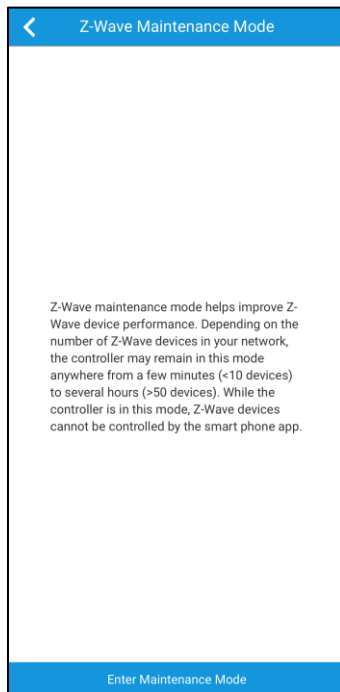 Z-Wave Maintenance Mode
Z-Wave maintenance mode helps improve Z-
Wave device performance. Depending on the
number of Z-Wave devices in your network,
the controller may remain in this mode
anywhere from a few minutes (<10 devices)
to several hours (>50 devices). While the
controller is in this mode, Z-Wave devices
cannot be controlled by the smart phone app.
Enter Maintenance Mode